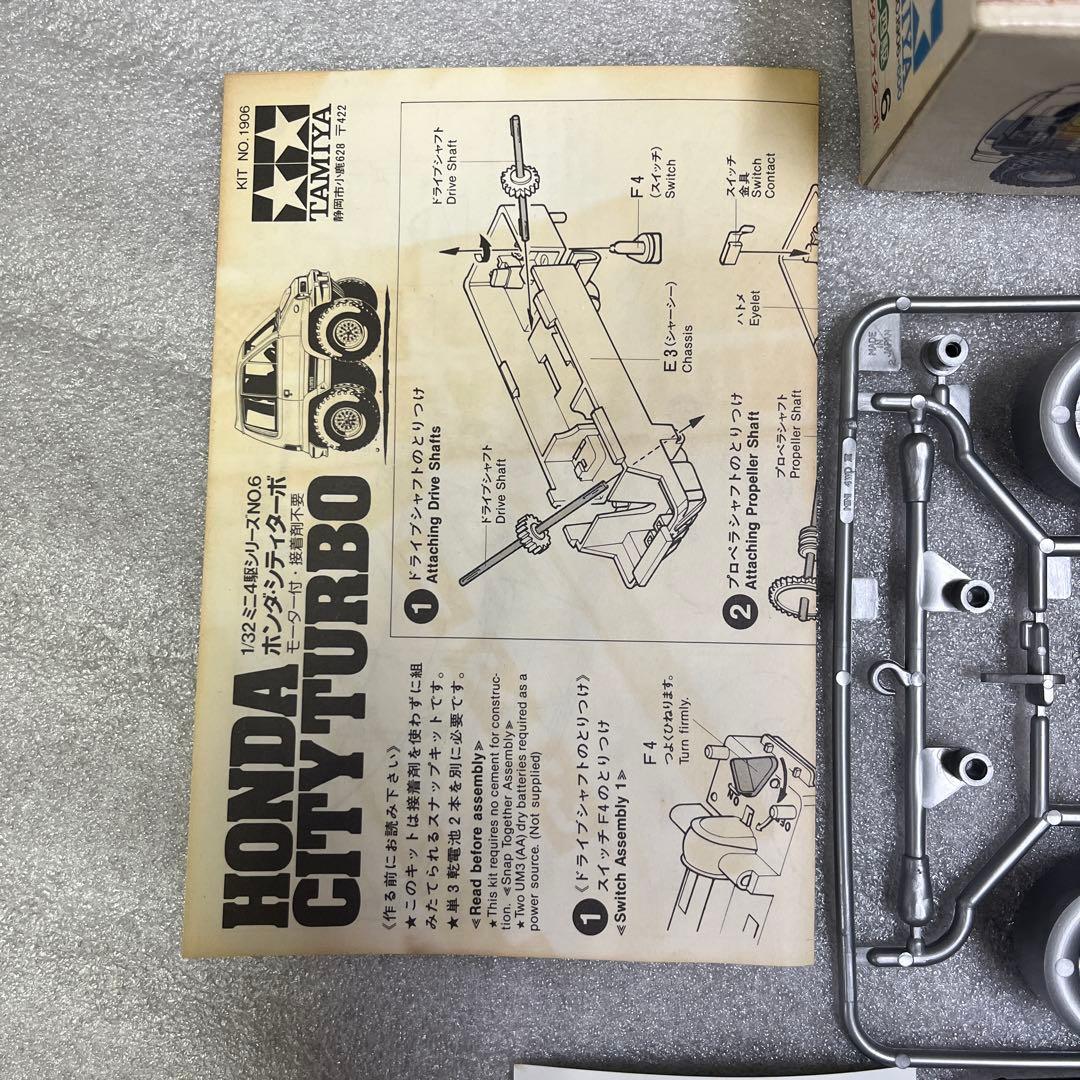 HONDA
CITY TURBO
1/32 ミニ4駆シリーズNO.6
ホンダ・シティターボ
モーター付・接着剤不要
KIT NO.1906
TAMIYA
静岡市小鹿628 〒422
《作る前にお読み下さい》
★このキットは接着剤を使わずに組
みたてられるスナップキットです。
★単3乾電池2本を別に必要です。
≪Read before assembly≫
★This kit requires no cement for construc-
tion. ≪Snap Together Assembly≫
★Two UM3 (AA) dry batteries required as a
power source. (Not supplied)
1 《ドライブシャフトのとりつけ》
スイッチF4のとりつけ
≪Switch Assembly 1≫
F4
つよくひねります。
Turn firmly.
1 ドライブシャフトのとりつけ
Attaching Drive Shafts
ドライブシャフト
Drive Shaft
ドライブシャフト
Drive Shaft
F4
(スイッチ)
Switch
E3 (シャーシー)
Chassis
2 プロペラシャフトのとりつけ
Attaching Propeller Shaft
プロペラシャフト
Propeller Shaft
ハトメ
Eyelet
スイッチ
金具
Switch
Contact
MADE
IN
JAPAN
MINI 4WD
6